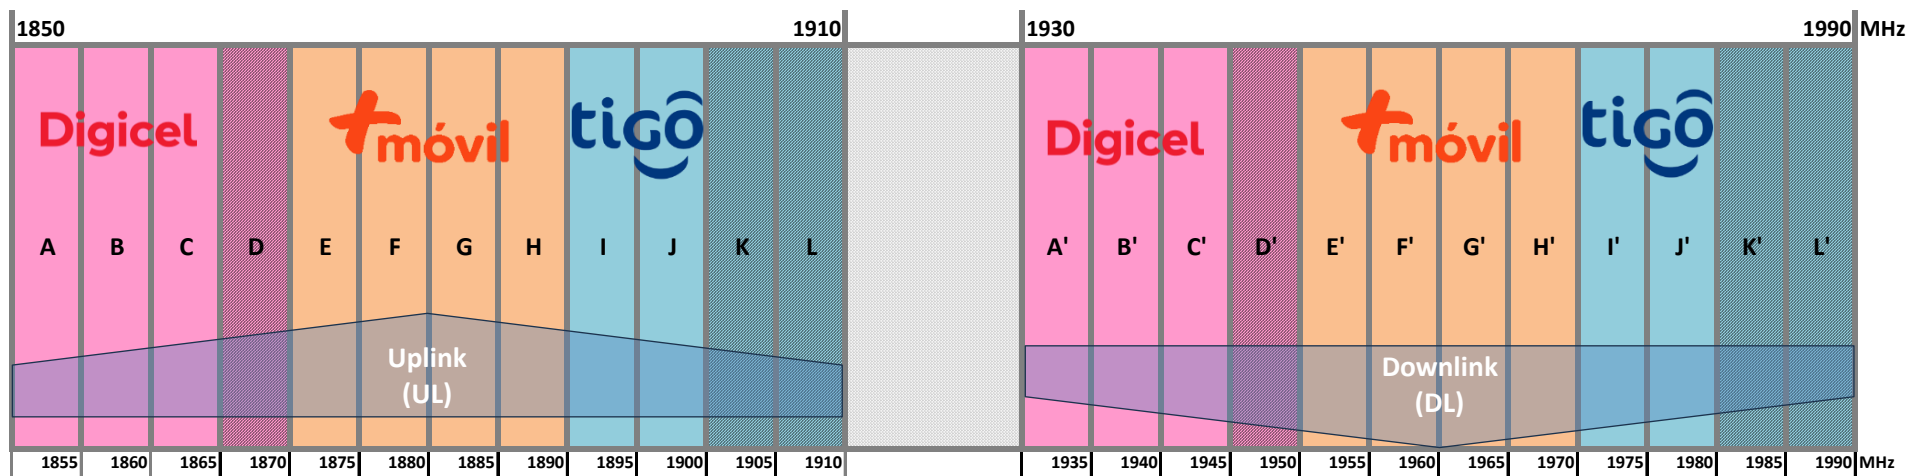 1850 1910 1930 1990 MHz
Digicel +móvil tigo Digicel +móvil tigo
A B C D E F G H I J K L A' B' C' D' E' F' G' H' I' J' K' L'
Uplink Downlink
(UL) (DL)
1855 1860 1865 1870 1875 1880 1885 1890 1895 1900 1905 1910 1935 1940 1945 1950 1955 1960 1965 1970 1975 1980 1985 1990 MHz